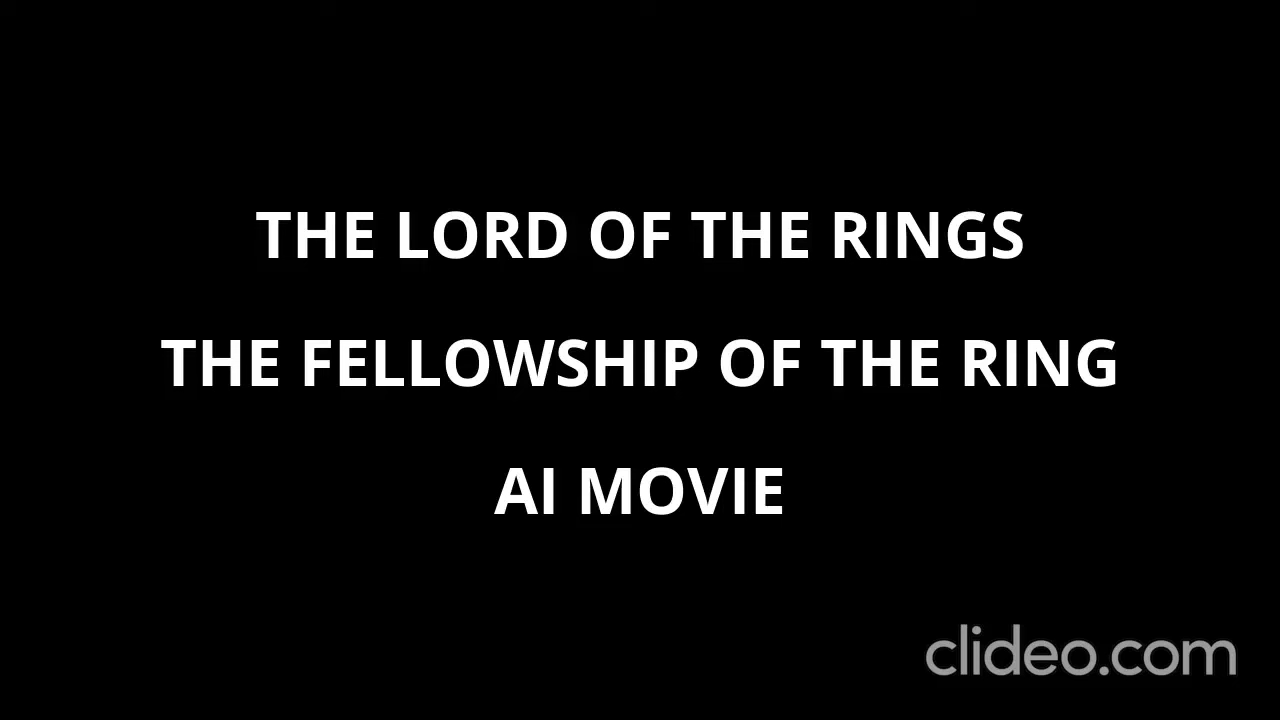 THE LORD OF THE RINGS
THE FELLOWSHIP OF THE RING
AI MOVIE
clideo.com